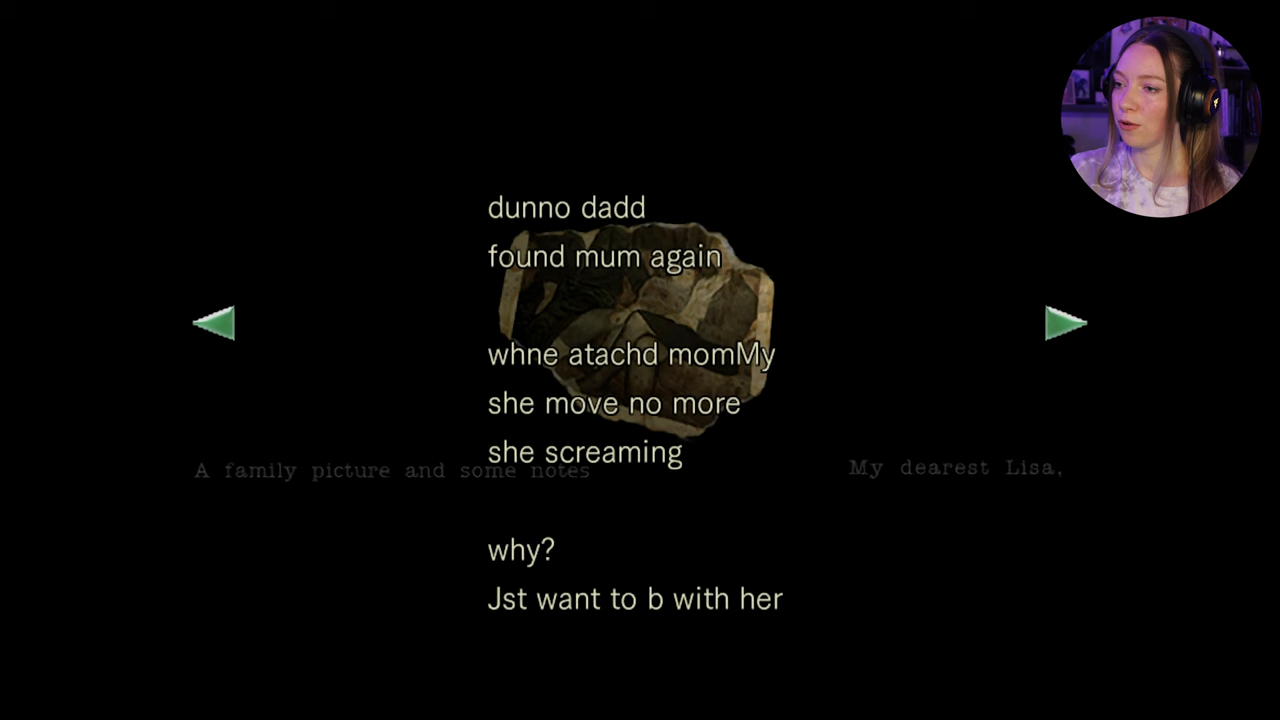 dunno dadd
found mum again
whne atachd momMy
she move no more
she screaming
A family picture and some notes
My dearest Lisa,
why?
Jst want to b with her